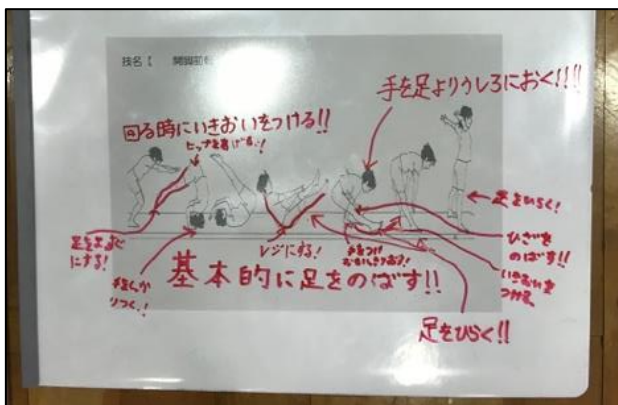 技名【 開脚前転
手を足よりうしろにおく!!!
回る時にいきおいをつける!!
ヒップを上げる!!
足をひらく!
足をまっすぐ
にする!
レジにする!
ひざを
のばす!!
いきおいを
つける
基本的に足をのばす!!
足をひらく!!